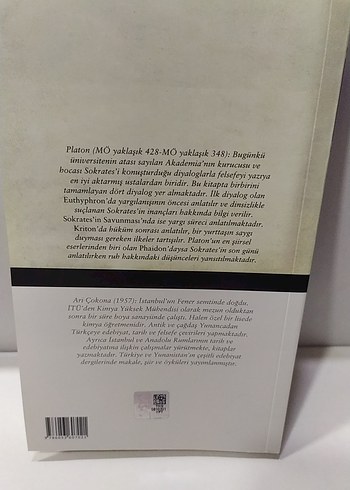 Platon (MÖ yaklaşık 428-MÖ yaklaşık 348): Bugünkü
üniversitenin atası sayılan Akademia'nın kurucusu ve
hocası Sokrates'i konuşturduğu diyaloglarla felsefeyi yazıya
en iyi aktarmış ustalardan biridir. Bu kitapta birbirini
tamamlayan dört diyalog yer almaktadır. İlk diyalog olan
Euthyphron'da yargılanışının öncesi anlatılır ve dinsizlikle
suçlanan Sokrates'in inançları hakkında bilgi verilir.
Sokrates'in Savunması'nda ise yargı süreci anlatılmaktadır.
Kriton'da hüküm sonrası anlatılır, bir yurttaşın saygı
duyması gereken ilkeler tartışılır. Platon'un en şiirsel
eserlerinden biri olan Phaidon'daysa Sokrates'in son günü
anlatılırken ruh hakkındaki düşünceleri yansıtılmaktadır.
Ari Çokona (1957): İstanbul'un Fener semtinde doğdu.
İTÜ'den Kimya Yüksek Mühendisi olarak mezun olduktan
sonra bir süre boya sanayinde çalıştı. Halen özel bir lisede
kimya öğretmenidir. Antik ve çağdaş Yunancadan
Türkçeye edebiyat, tarih ve felsefe çevirileri yapmaktadır.
Ayrıca İstanbul ve Anadolu Rumlarının tarih ve
edebiyatına ilişkin çalışmalar yürütmekte, kitaplar
yazmaktadır. Türkiye ve Yunanistan'ın çeşitli edebiyat
dergilerinde makale, şiir ve öyküleri yayımlanmıştır.